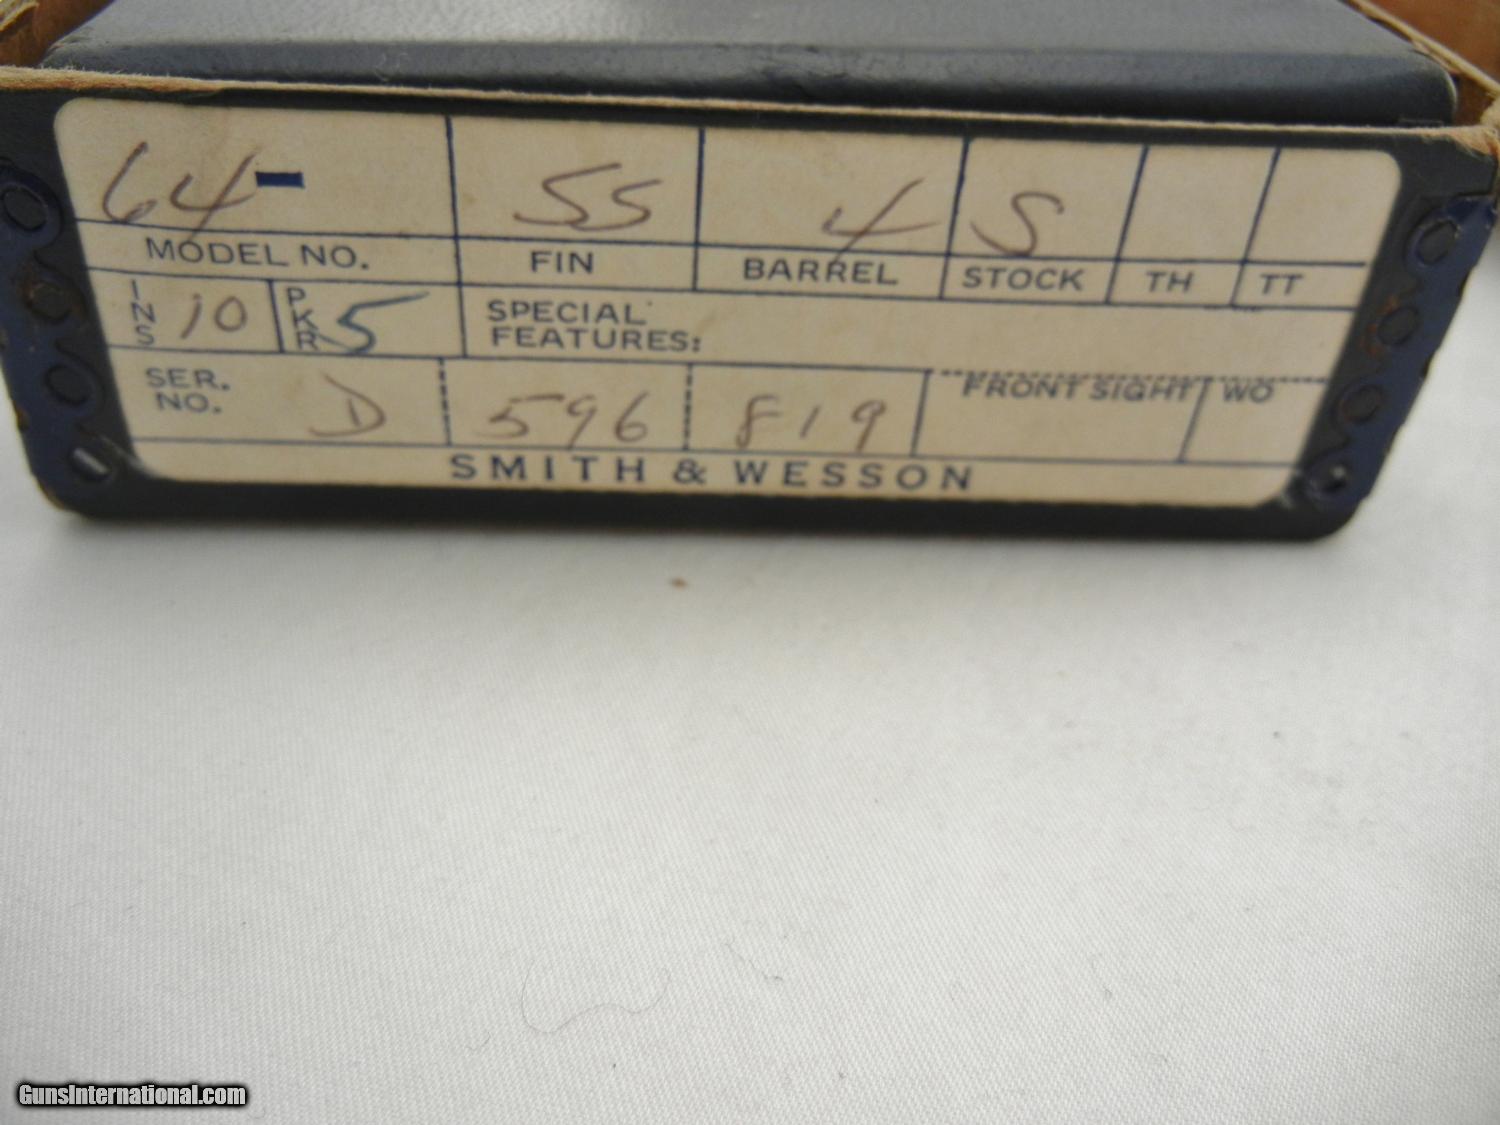 64- SS 4 S
MODEL NO. FIN BARREL STOCK TH TT
INS 10 PKR 5 SPECIAL FEATURES:
SER. NO. D 596 819 FRONT SIGHT WO
SMITH & WESSON
GunsInternational.com